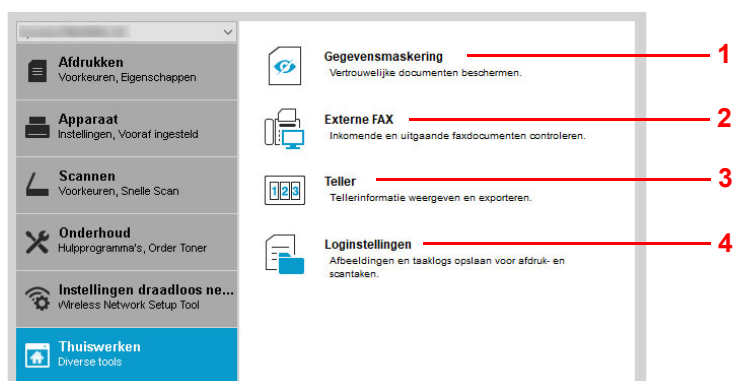 Afdrukken
Voorkeuren, Eigenschappen
Apparaat
Instellingen, Vooraf ingesteld
Scannen
Voorkeuren, Snelle Scan
Onderhoud
Hulpprogramma's, Order Toner
Instellingen draadloos ne...
Wireless Network Setup Tool
Thuiswerken
Diverse tools
Gegevensmaskering 1
Vertrouwelijke documenten beschermen.
Externe FAX 2
Inkomende en uitgaande faxdocumenten controleren.
123
Teller 3
Tellerinformatie weergeven en exporteren.
Loginstellingen 4
Afbeeldingen en taaklogs opslaan voor afdruk- en
scantaken.